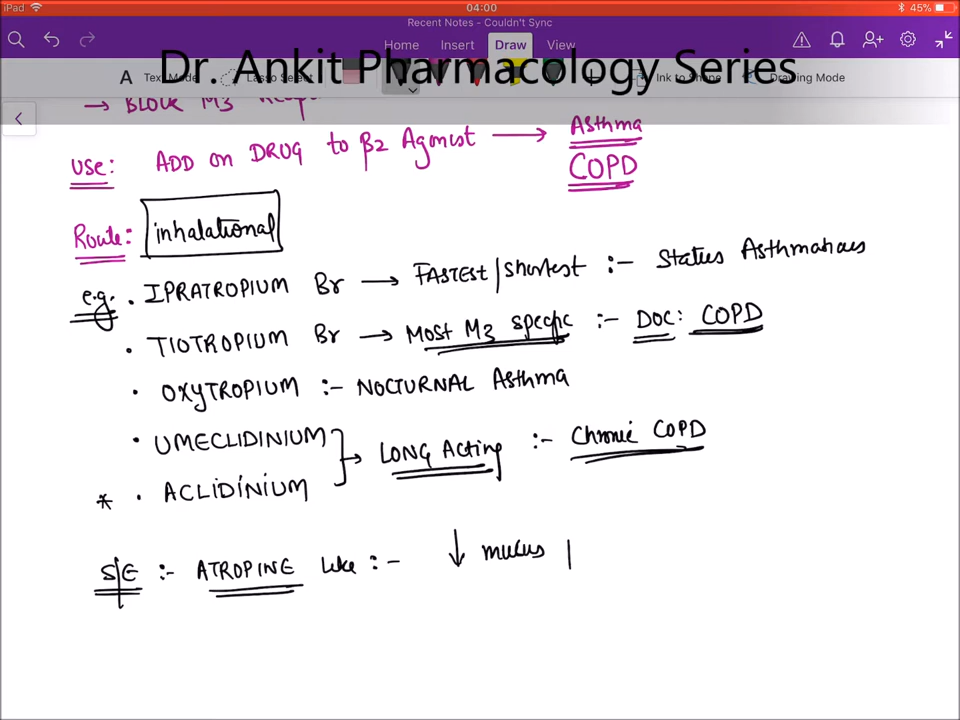 iPad 04:00 45%
Recent Notes - Couldn't Sync
Home Insert Draw View
Dr. Ankit Pharmacology Series
A Text Mode Lasso Select Ink to Shape Drawing Mode
→ BLOCK M3
USE: ADD on DRUG to β2 Agonist → Asthma
COPD
Route: inhalational
e.g. • IPRATROPIUM Br → FASTEST/Shortest :- Status Asthmaticus
• TIOTROPIUM Br → Most M3 specific :- DOC: COPD
• OXYTROPIUM :- NOCTURNAL Asthma
• UMECLIDINIUM
* • ACLIDINIUM
→ LONG Acting :- Chronic COPD
S/E :- ATROPINE like :- ↓ mucus